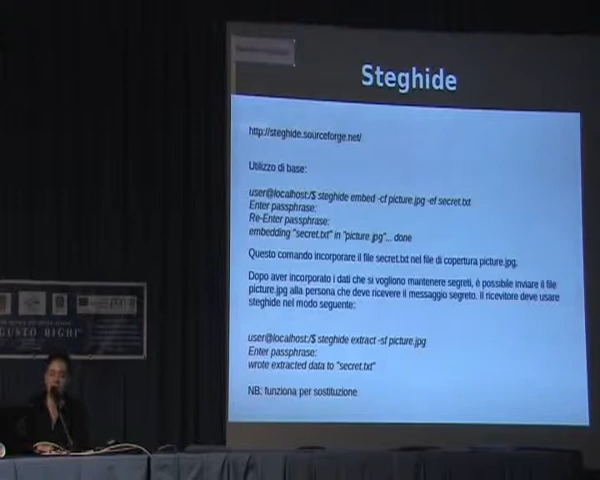 Steghide
http://steghide.sourceforge.net/
Utilizzo di base:
user@localhost:/$ steghide embed -cf picture.jpg -ef secret.txt
Enter passphrase:
Re-Enter passphrase:
embedding "secret.txt" in "picture.jpg"... done
Questo comando incorporare il file secret.txt nel file di copertura picture.jpg.
Dopo aver incorporato i dati che si vogliono mantenere segreti, è possibile inviare il file
picture.jpg alla persona che deve ricevere il messaggio segreto. Il ricevitore deve usare
steghide nel modo seguente:
user@localhost:/$ steghide extract -sf picture.jpg
Enter passphrase:
wrote extracted data to "secret.txt"
NB: funziona per sostituzione
GUSTO RIGHI"